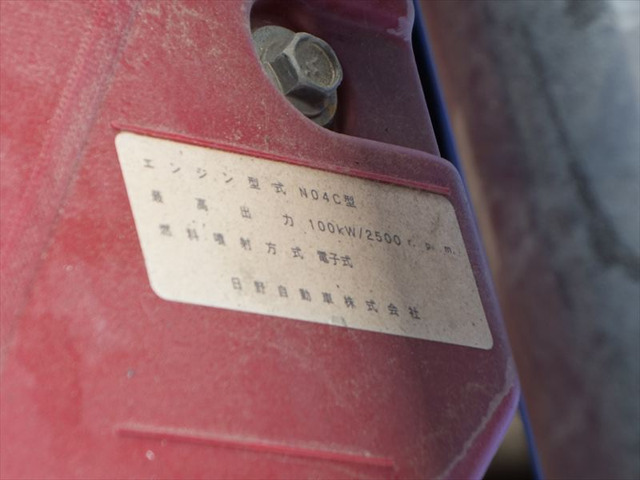 エンジン型式 N04C型
最高出力 100kW/2500r.p.m.
燃料噴射方式 電子式
日野自動車株式会社